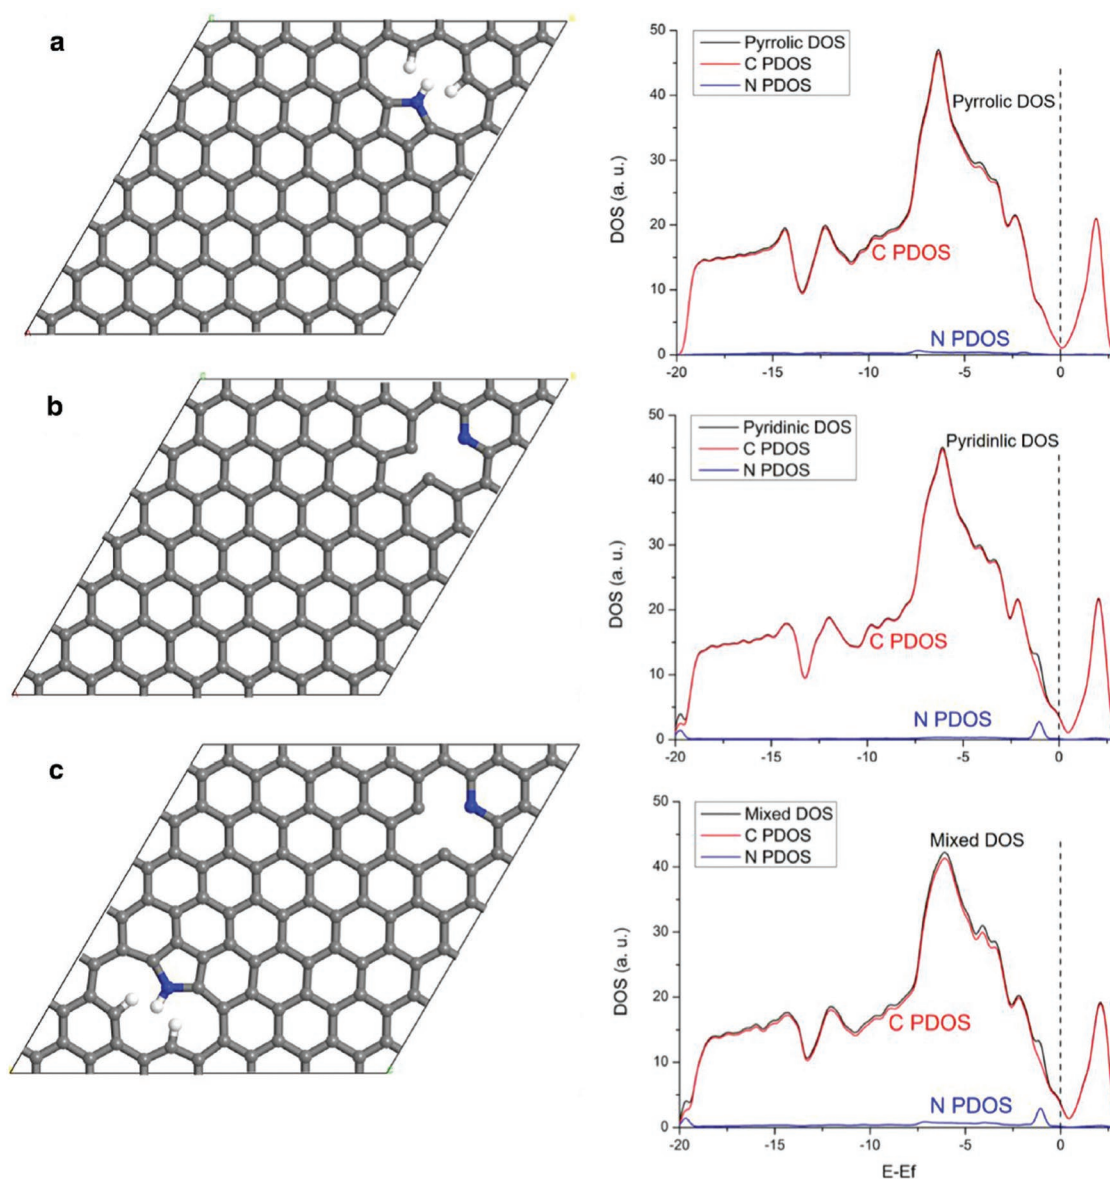 a
Pyrrolic DOS
C PDOS
N PDOS
Pyrrolic DOS
C PDOS
N PDOS
DOS (a. u.)
50
40
30
20
10
0
-20
-15
-10
-5
0
b
Pyridinic DOS
C PDOS
N PDOS
Pyridinlic DOS
C PDOS
N PDOS
DOS (a. u.)
50
40
30
20
10
0
-20
-15
-10
-5
0
c
Mixed DOS
C PDOS
N PDOS
Mixed DOS
C PDOS
N PDOS
DOS (a. u.)
50
40
30
20
10
0
-20
-15
-10
-5
0
E-Ef